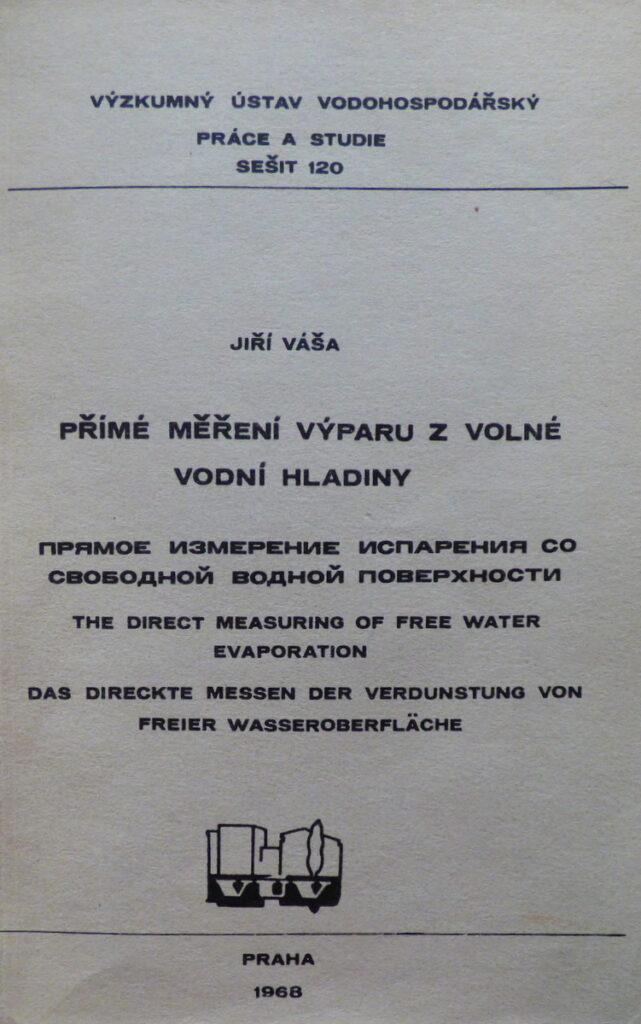 VÝZKUMNÝ ÚSTAV VODOHOSPODÁŘSKÝ
PRÁCE A STUDIE
SEŠIT 120
JIŘÍ VÁŠA
PŘÍMÉ MĚŘENÍ VÝPARU Z VOLNÉ
VODNÍ HLADINY
ПРЯМОЕ ИЗМЕРЕНИЕ ИСПАРЕНИЯ СО
СВОБОДНОЙ ВОДНОЙ ПОВЕРХНОСТИ
THE DIRECT MEASURING OF FREE WATER
EVAPORATION
DAS DIRECKTE MESSEN DER VERDUNSTUNG VON
FREIER WASSEROBERFLÄCHE
V Ú V
PRAHA
1968